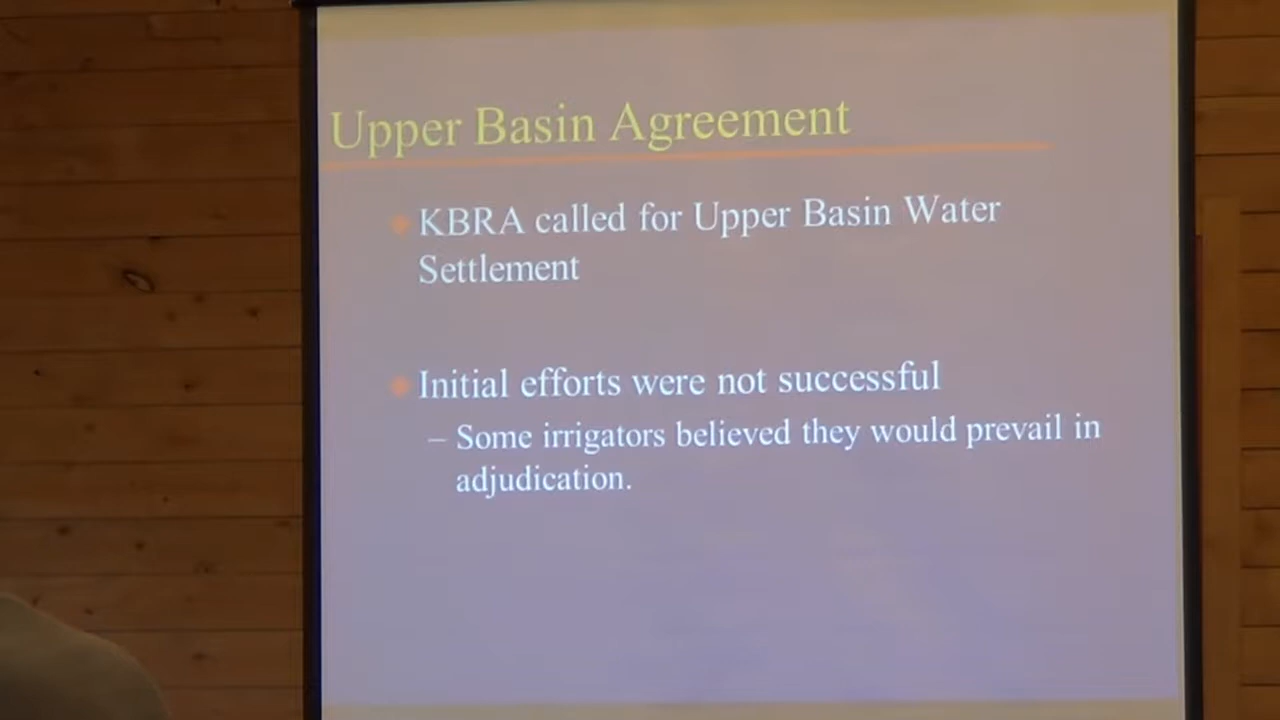 Upper Basin Agreement
KBRA called for Upper Basin Water
Settlement
Initial efforts were not successful
– Some irrigators believed they would prevail in
adjudication.